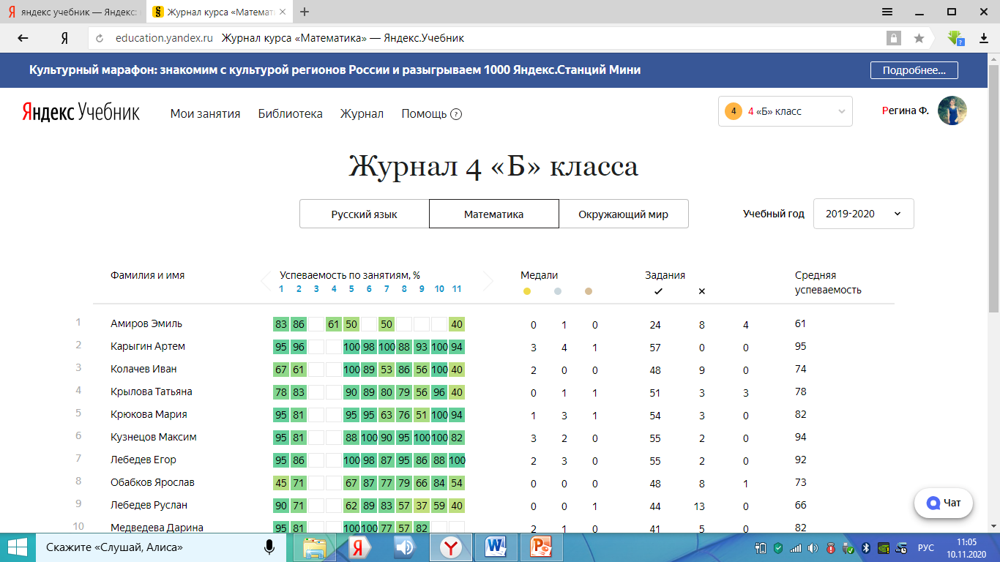 яндекс учебник — Яндекс:
Журнал курса «Математи
education.yandex.ru Журнал курса «Математика» — Яндекс.Учебник
Культурный марафон: знакомим с культурой регионов России и разыгрываем 1000 Яндекс.Станций Мини Подробнее...
Яндекс Учебник Мои занятия Библиотека Журнал Помощь ? 4 4 «Б» класс Регина Ф.
Журнал 4 «Б» класса
Русский язык Математика Окружающий мир Учебный год 2019-2020
Фамилия и имя Успеваемость по занятиям, % Медали Задания Средняя
успеваемость
1 2 3 4 5 6 7 8 9 10 11
1 Амиров Эмиль 83 86 61 50 50 40 0 1 0 24 8 4 61
2 Карыгин Артем 95 96 100 98 100 88 93 100 94 3 4 1 57 0 0 95
3 Колачев Иван 67 61 100 89 53 86 56 100 40 2 0 0 48 9 0 74
4 Крылова Татьяна 78 83 90 89 80 79 56 96 40 0 1 1 51 3 3 78
5 Крюкова Мария 95 81 95 95 63 76 51 100 94 1 3 1 54 3 0 82
6 Кузнецов Максим 95 81 88 100 90 95 100 100 82 3 2 0 55 2 0 94
7 Лебедев Егор 95 86 100 98 87 95 86 88 100 2 3 0 55 2 0 92
8 Обабков Ярослав 45 71 67 87 77 79 66 84 54 0 0 0 48 8 1 73
9 Лебедев Руслан 90 71 62 89 83 57 37 59 40 0 0 1 44 13 0 66
10 Медведева Дарина 95 81 100 100 77 57 82 2 1 0 41 5 0 82
Чат
Скажите «Слушай, Алиса» РУС 11:05
10.11.2020